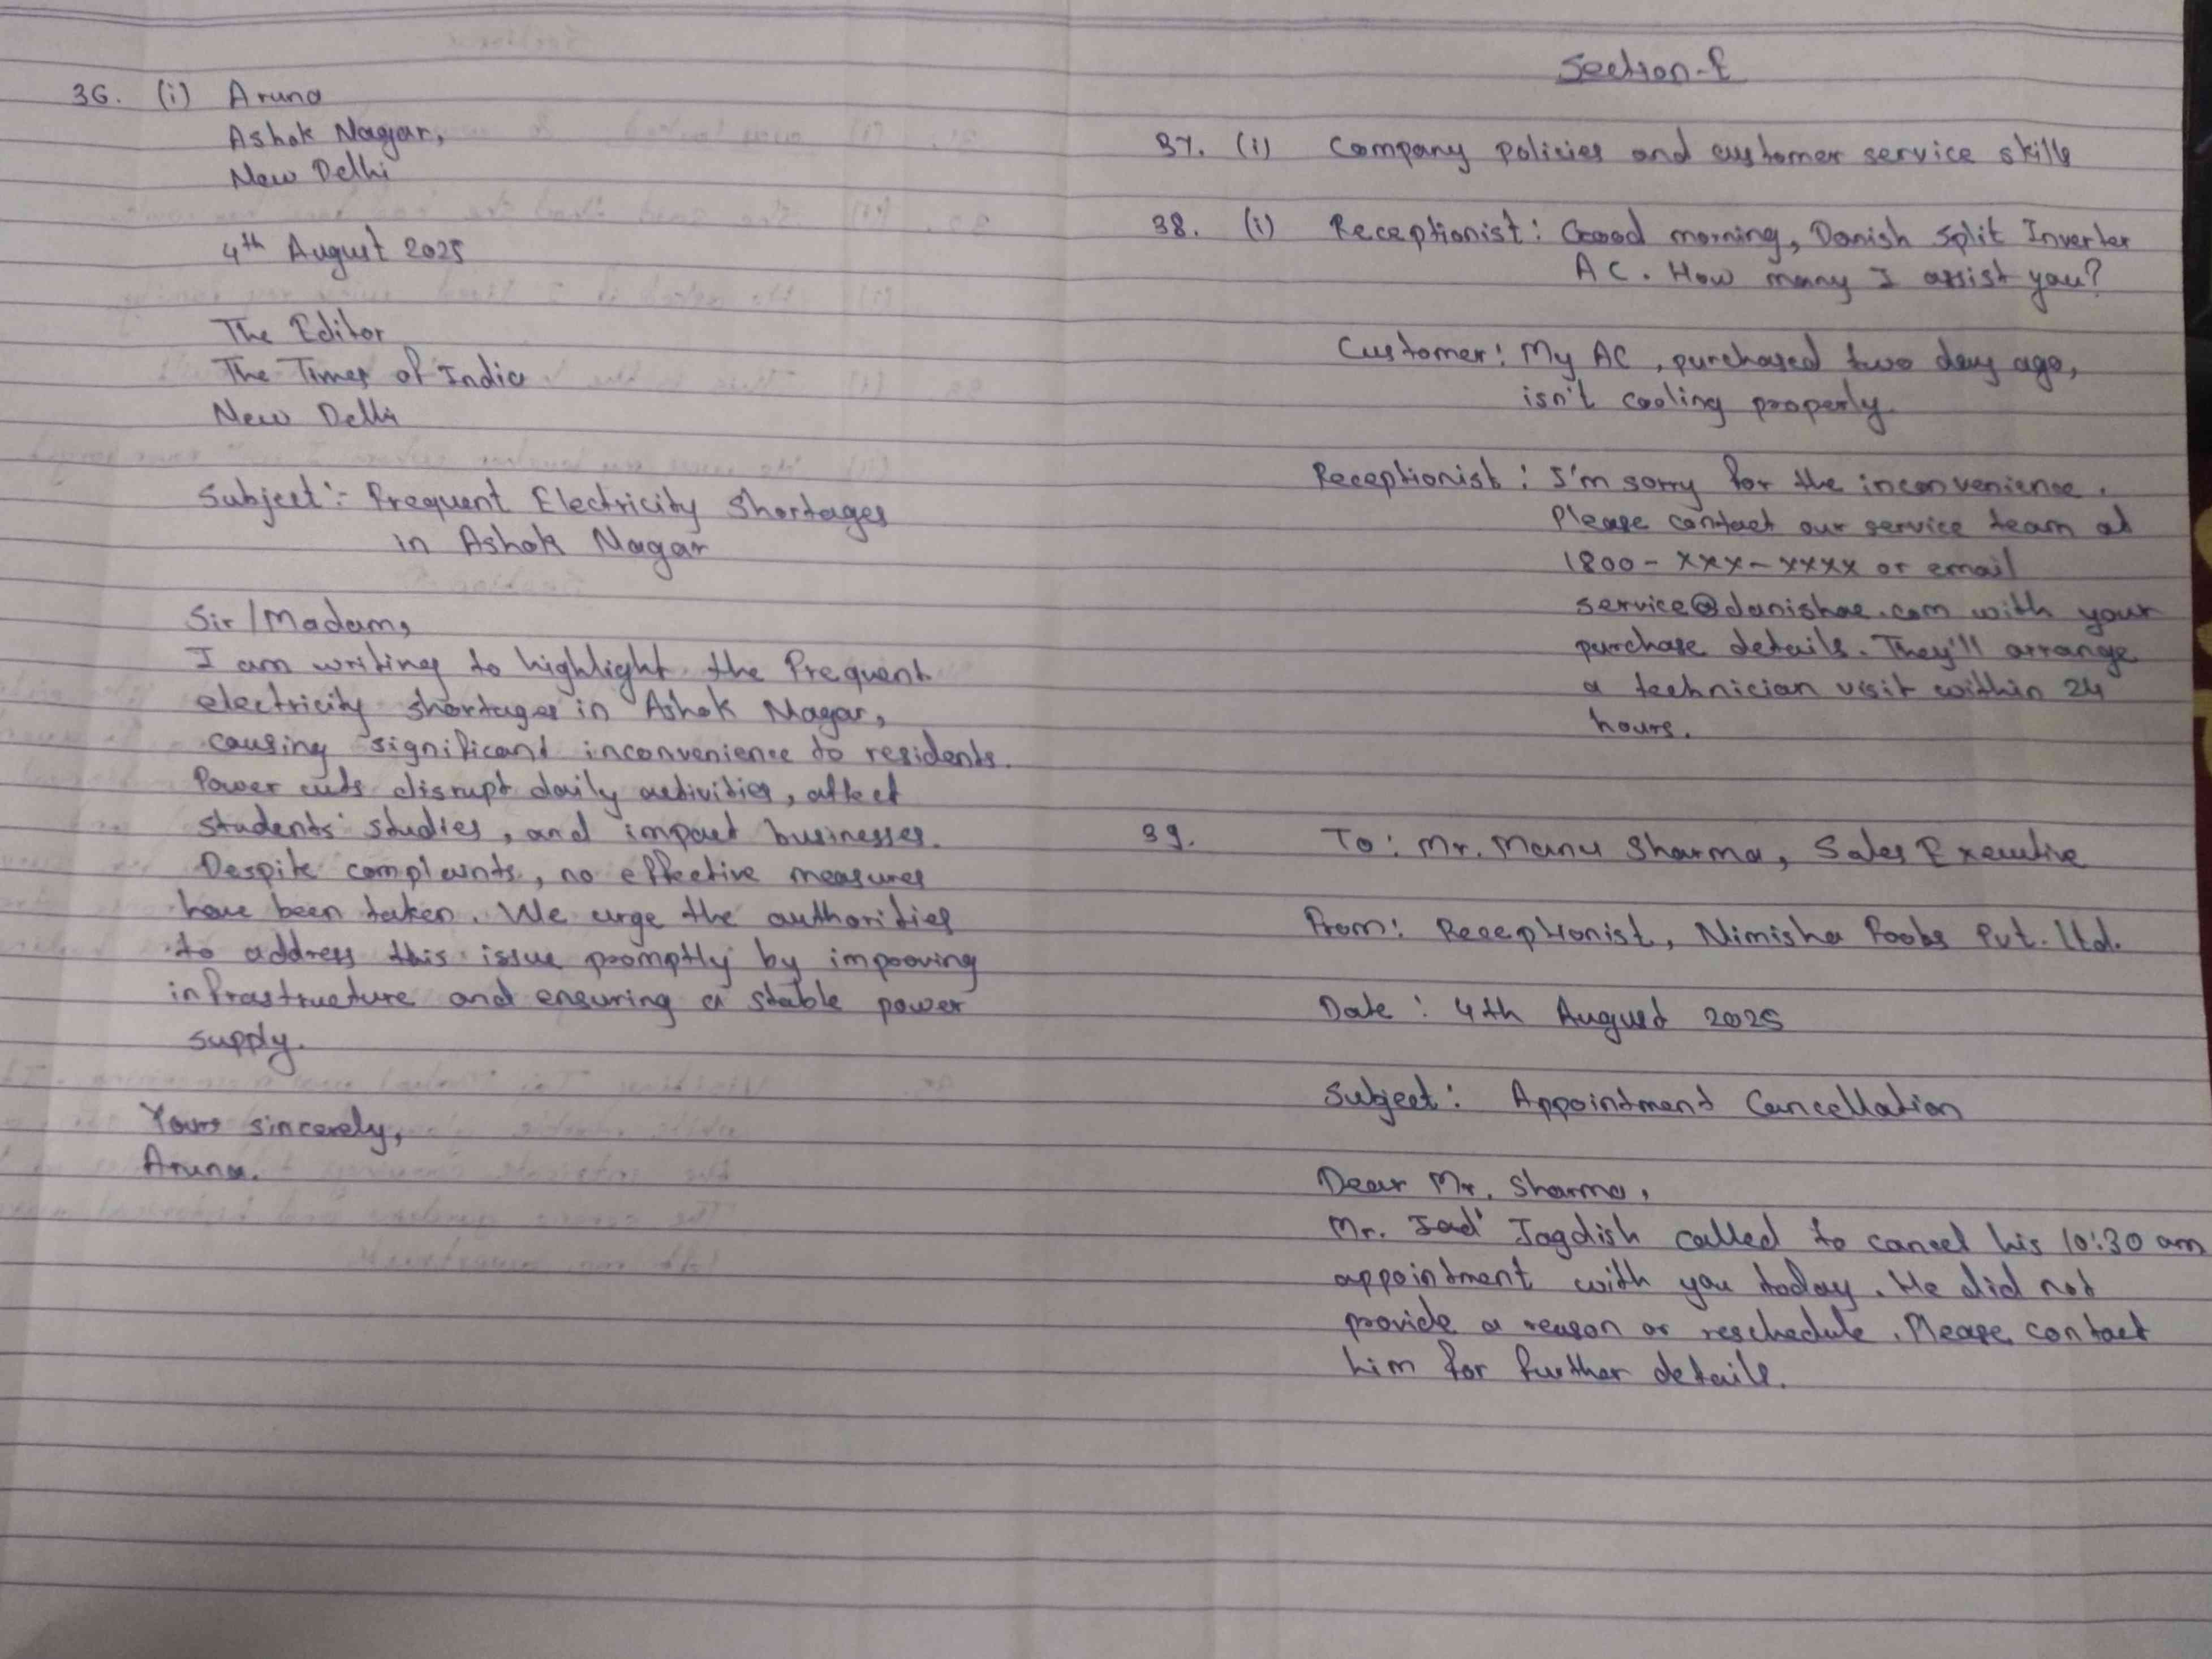 36. (i) Aruna
Ashok Nagar,
New Delhi
4th August 2025
The Editor
The Times of India
New Delhi
Subject:- Frequent Electricity Shortages
in Ashok Nagar
Sir/Madam,
I am writing to highlight the frequent
electricity shortages in Ashok Nagar,
causing significant inconvenience to residents.
Power cuts disrupt daily activities, affect
students' studies, and impact businesses.
Despite complaints, no effective measures
have been taken. We urge the authorities
to address this issue promptly by improving
infrastructure and ensuring a stable power
supply.
Yours sincerely,
Aruna.
Section-E
37. (i) Company policies and customer service skills
38. (i) Receptionist: Good morning, Danish Split Inverter
AC. How many I assist you?
Customer: My AC, purchased two day ago,
isn't cooling properly
Receptionist: I'm sorry for the inconvenience.
Please contact our service team at
1800-xxx-xxxx or email
service@danishac.com with your
purchase details. They'll arrange
a technician visit within 24
hours.
39. To: Mr. Manu Sharma, Sales Executive
From: Receptionist, Nimisha Foods Pvt. Ltd.
Date: 4th August 2025
Subject: Appointment Cancellation
Dear Mr. Sharma,
Mr. Jagdish called to cancel his 10:30 am
appointment with you today. He did not
provide a reason or reschedule. Please contact
him for further details.